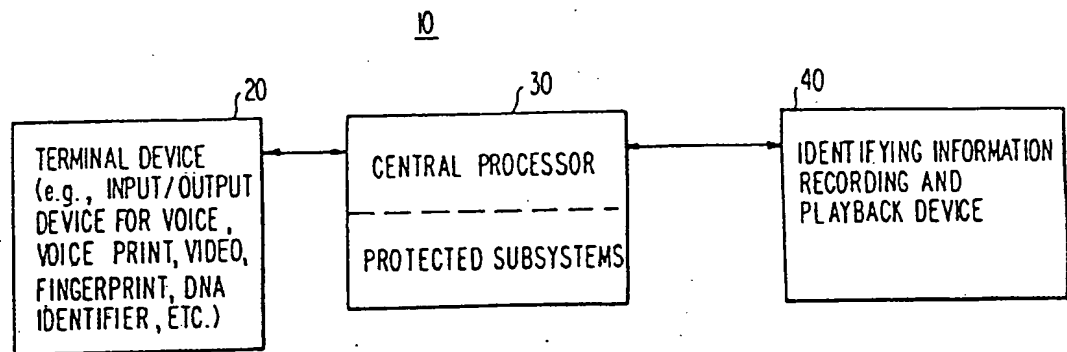 10
20
TERMINAL DEVICE
(e.g., INPUT/OUTPUT
DEVICE FOR VOICE,
VOICE PRINT, VIDEO,
FINGERPRINT, DNA
IDENTIFIER, ETC.)
30
CENTRAL PROCESSOR
PROTECTED SUBSYSTEMS
40
IDENTIFYING INFORMATION
RECORDING AND
PLAYBACK DEVICE